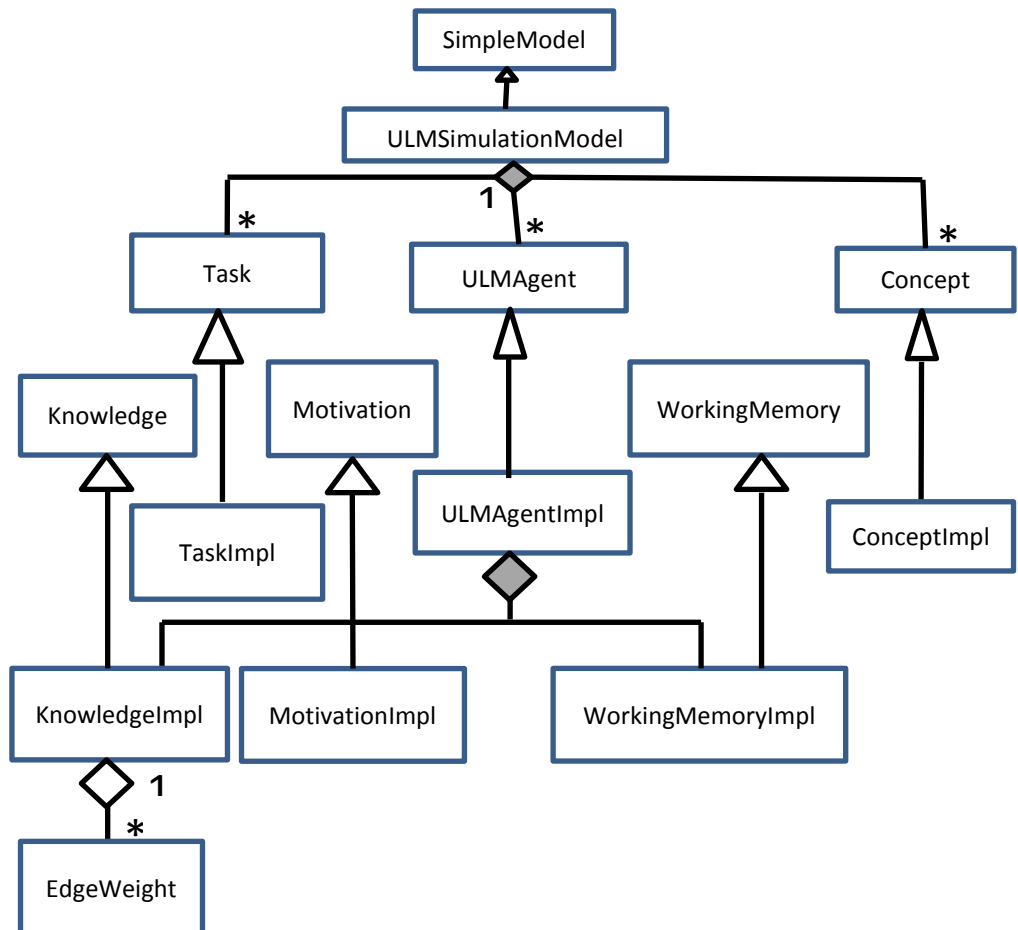 SimpleModel
ULMSimulationModel
1
*
*
*
Task
ULMAgent
Concept
Knowledge
Motivation
WorkingMemory
TaskImpl
ULMAgentImpl
ConceptImpl
KnowledgeImpl
MotivationImpl
WorkingMemoryImpl
1
*
EdgeWeight